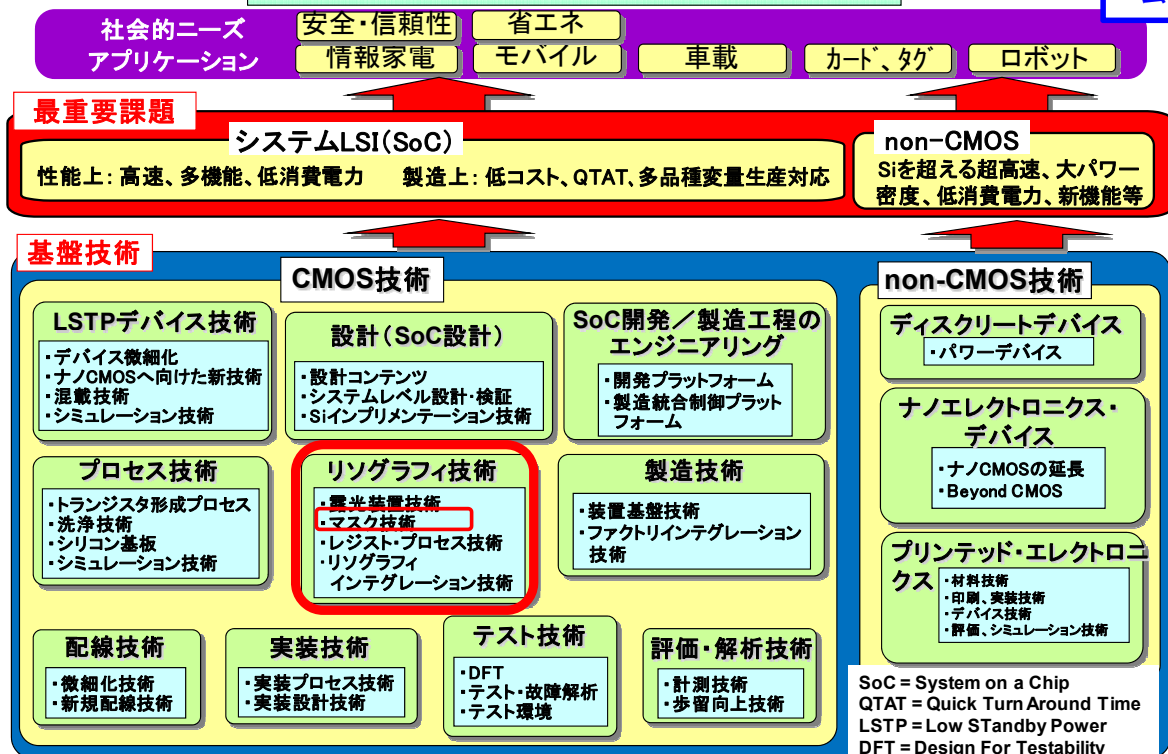 社会的ニーズ
アプリケーション
安全・信頼性
省エネ
情報家電
モバイル
車載
カード、タグ
ロボット
最重要課題
システムLSI(SoC)
性能上: 高速、多機能、低消費電力　製造上: 低コスト、QTAT、多品種変量生産対応
non-CMOS
Siを超える超高速、大パワー
密度、低消費電力、新機能等
基盤技術
CMOS技術
LSTPデバイス技術
・デバイス微細化
・ナノCMOSへ向けた新技術
・混載技術
・シミュレーション技術
設計(SoC設計)
・設計コンテンツ
・システムレベル設計・検証
・Siインプリメンテーション技術
SoC開発／製造工程の
エンジニアリング
・開発プラットフォーム
・製造統合制御プラット
フォーム
プロセス技術
・トランジスタ形成プロセス
・洗浄技術
・シリコン基板
・シミュレーション技術
リソグラフィ技術
・露光装置技術
・マスク技術
・レジスト・プロセス技術
・リソグラフィ
インテグレーション技術
製造技術
・装置基盤技術
・ファクトリインテグレーション
技術
配線技術
・微細化技術
・新規配線技術
実装技術
・実装プロセス技術
・実装設計技術
テスト技術
・DFT
・テスト・故障解析
・テスト環境
評価・解析技術
・計測技術
・歩留向上技術
non-CMOS技術
ディスクリートデバイス
・パワーデバイス
ナノエレクトロニクス・
デバイス
・ナノCMOSの延長
・Beyond CMOS
プリンテッド・エレクトロニ
クス
・材料技術
・印刷、実装技術
・デバイス技術
・評価、シミュレーション技術
SoC = System on a Chip
QTAT = Quick Turn Around Time
LSTP = Low STandby Power
DFT = Design For Testability